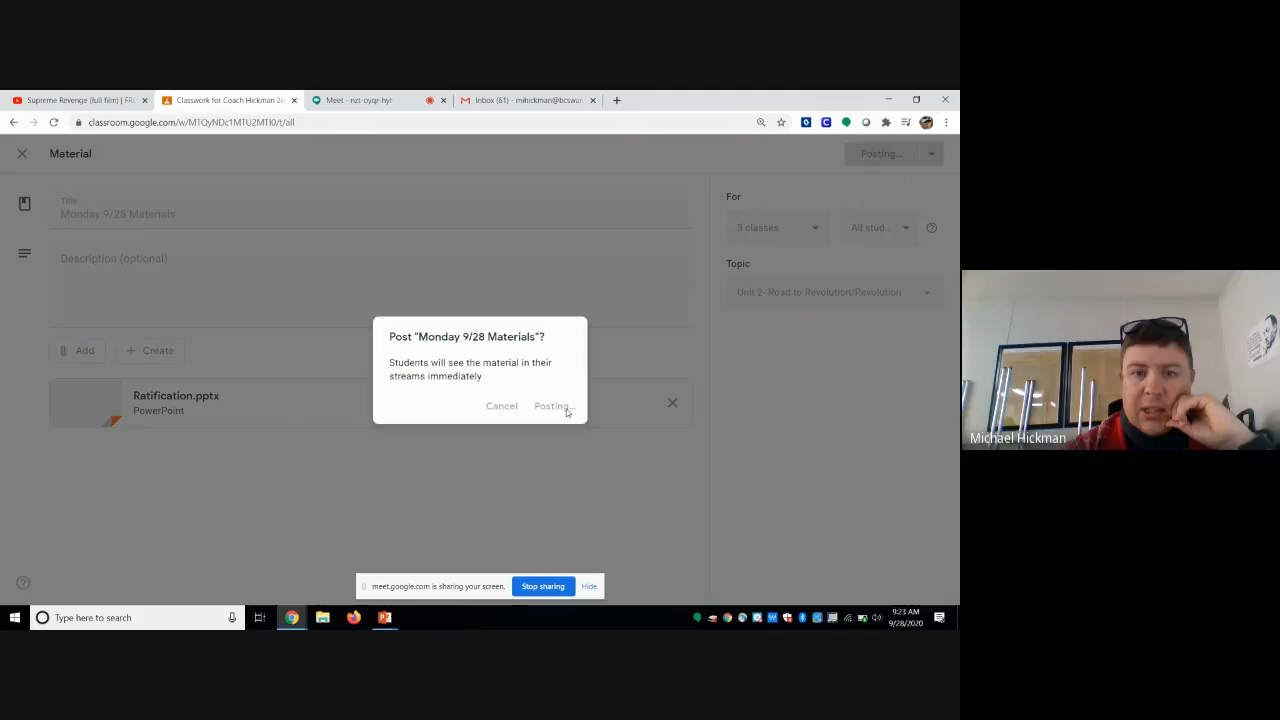 Supreme Revenge (full film) | FR
Classwork for Coach Hickman 2n
Meet - nzt-oyqr-hyr
Inbox (61) - mihickman@bcswan
classroom.google.com/w/MTQyNDc1MTU2MTI0/t/all
Material
Posting...
Title
Monday 9/28 Materials
Description (optional)
Add
Create
Ratification.pptx
PowerPoint
For
3 classes
All stud...
Topic
Unit 2- Road to Revolution/Revolution
Post "Monday 9/28 Materials"?
Students will see the material in their
streams immediately
Cancel
Posting...
meet.google.com is sharing your screen.
Stop sharing
Hide
Type here to search
9:23 AM
9/28/2020
Michael Hickman